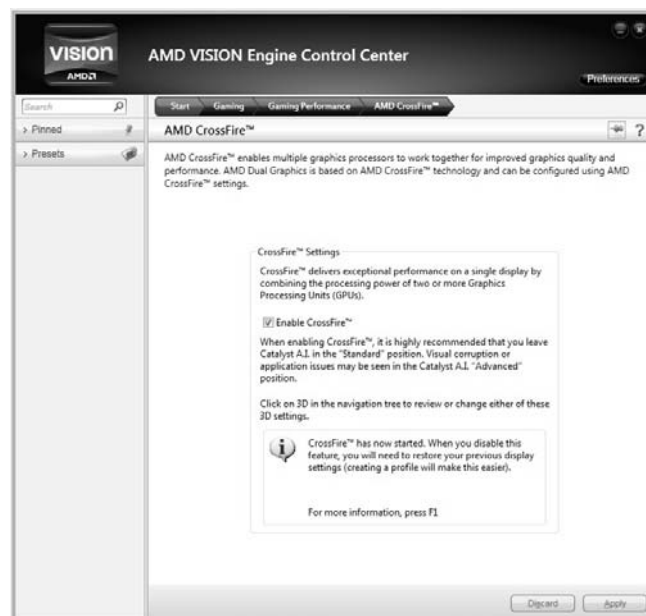 VISION
AMD
AMD VISION Engine Control Center
Preferences
Search
Start Gaming Gaming Performance AMD CrossFire™
> Pinned
AMD CrossFire™
?
> Presets
AMD CrossFire™ enables multiple graphics processors to work together for improved graphics quality and
performance. AMD Dual Graphics is based on AMD CrossFire™ technology and can be configured using AMD
CrossFire™ settings.
CrossFire™ Settings
CrossFire™ delivers exceptional performance on a single display by
combining the processing power of two or more Graphics
Processing Units (GPUs).
Enable CrossFire™
When enabling CrossFire™, it is highly recommended that you leave
Catalyst A.I. in the "Standard" position. Visual corruption or
application issues may be seen in the Catalyst A.I. "Advanced"
position.
Click on 3D in the navigation tree to review or change either of these
3D settings.
CrossFire™ has now started. When you disable this
feature, you will need to restore your previous display
settings (creating a profile will make this easier).
For more information, press F1
Discard
Apply